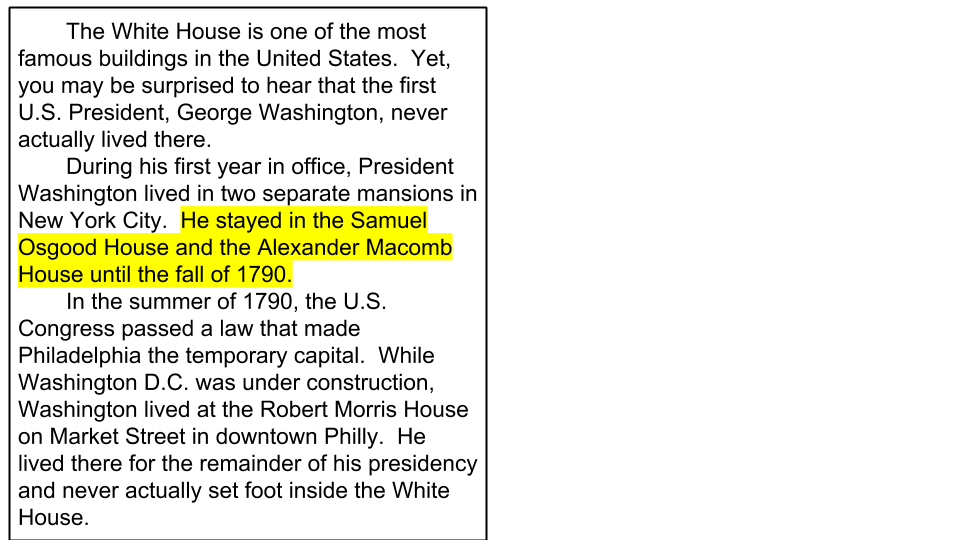 The White House is one of the most
famous buildings in the United States.  Yet,
you may be surprised to hear that the first
U.S. President, George Washington, never
actually lived there.
During his first year in office, President
Washington lived in two separate mansions in
New York City.  He stayed in the Samuel
Osgood House and the Alexander Macomb
House until the fall of 1790.
In the summer of 1790, the U.S.
Congress passed a law that made
Philadelphia the temporary capital.  While
Washington D.C. was under construction,
Washington lived at the Robert Morris House
on Market Street in downtown Philly.  He
lived there for the remainder of his presidency
and never actually set foot inside the White
House.